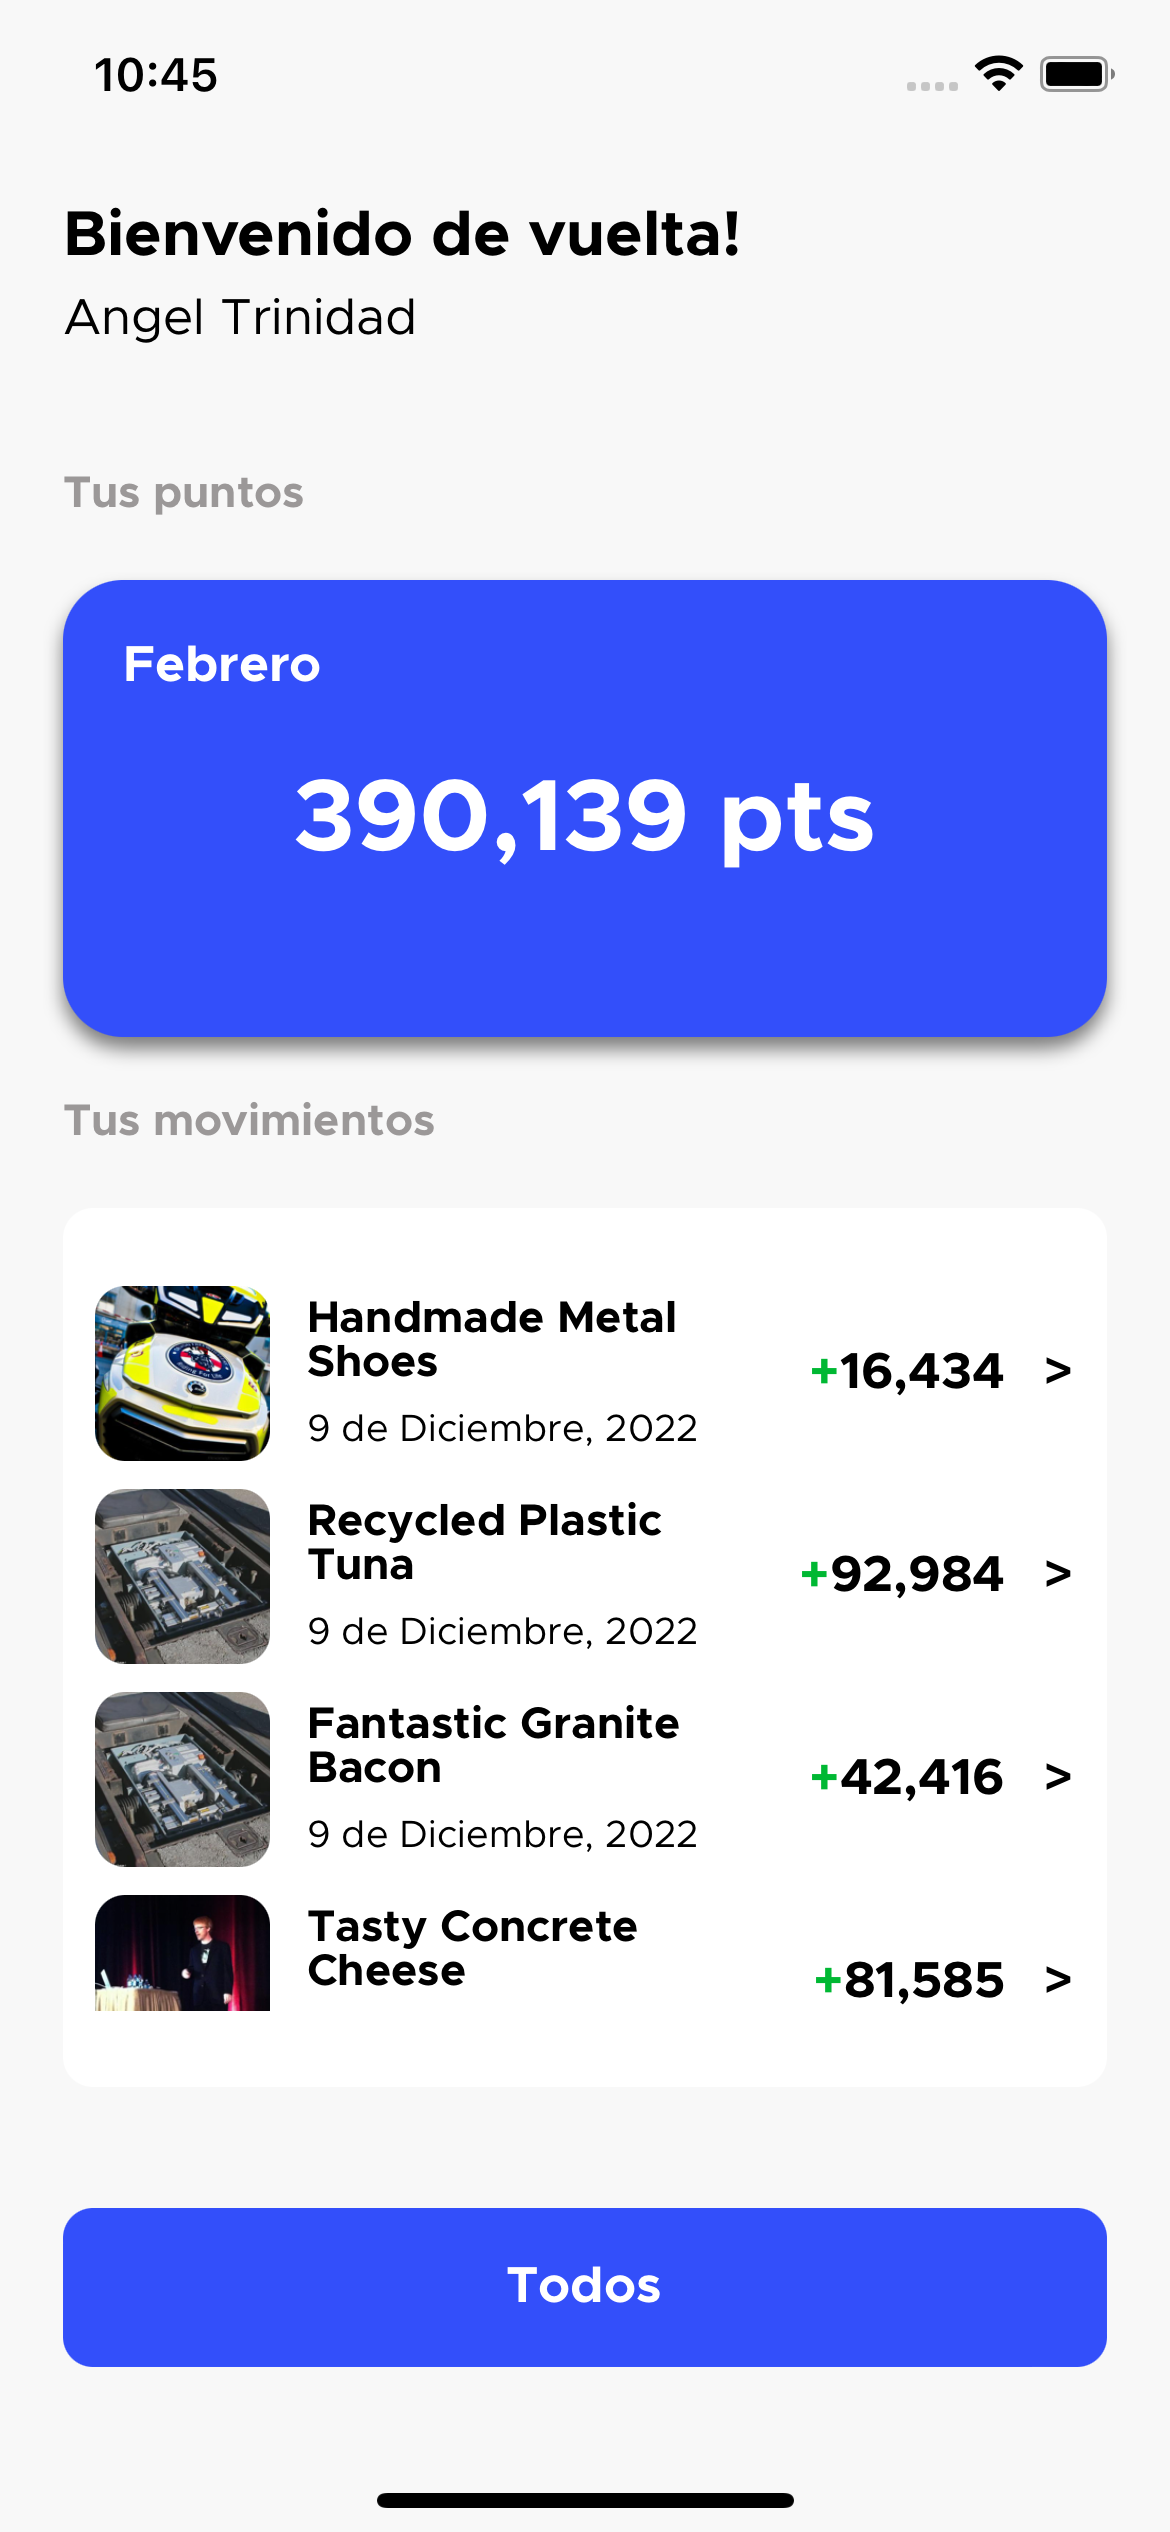 10:45
Bienvenido de vuelta!
Angel Trinidad
Tus puntos
Febrero
390,139 pts
Tus movimientos
Handmade Metal
Shoes
+16,434 >
9 de Diciembre, 2022
Recycled Plastic
Tuna
+92,984 >
9 de Diciembre, 2022
Fantastic Granite
Bacon
+42,416 >
9 de Diciembre, 2022
Tasty Concrete
Cheese
+81,585 >
Todos